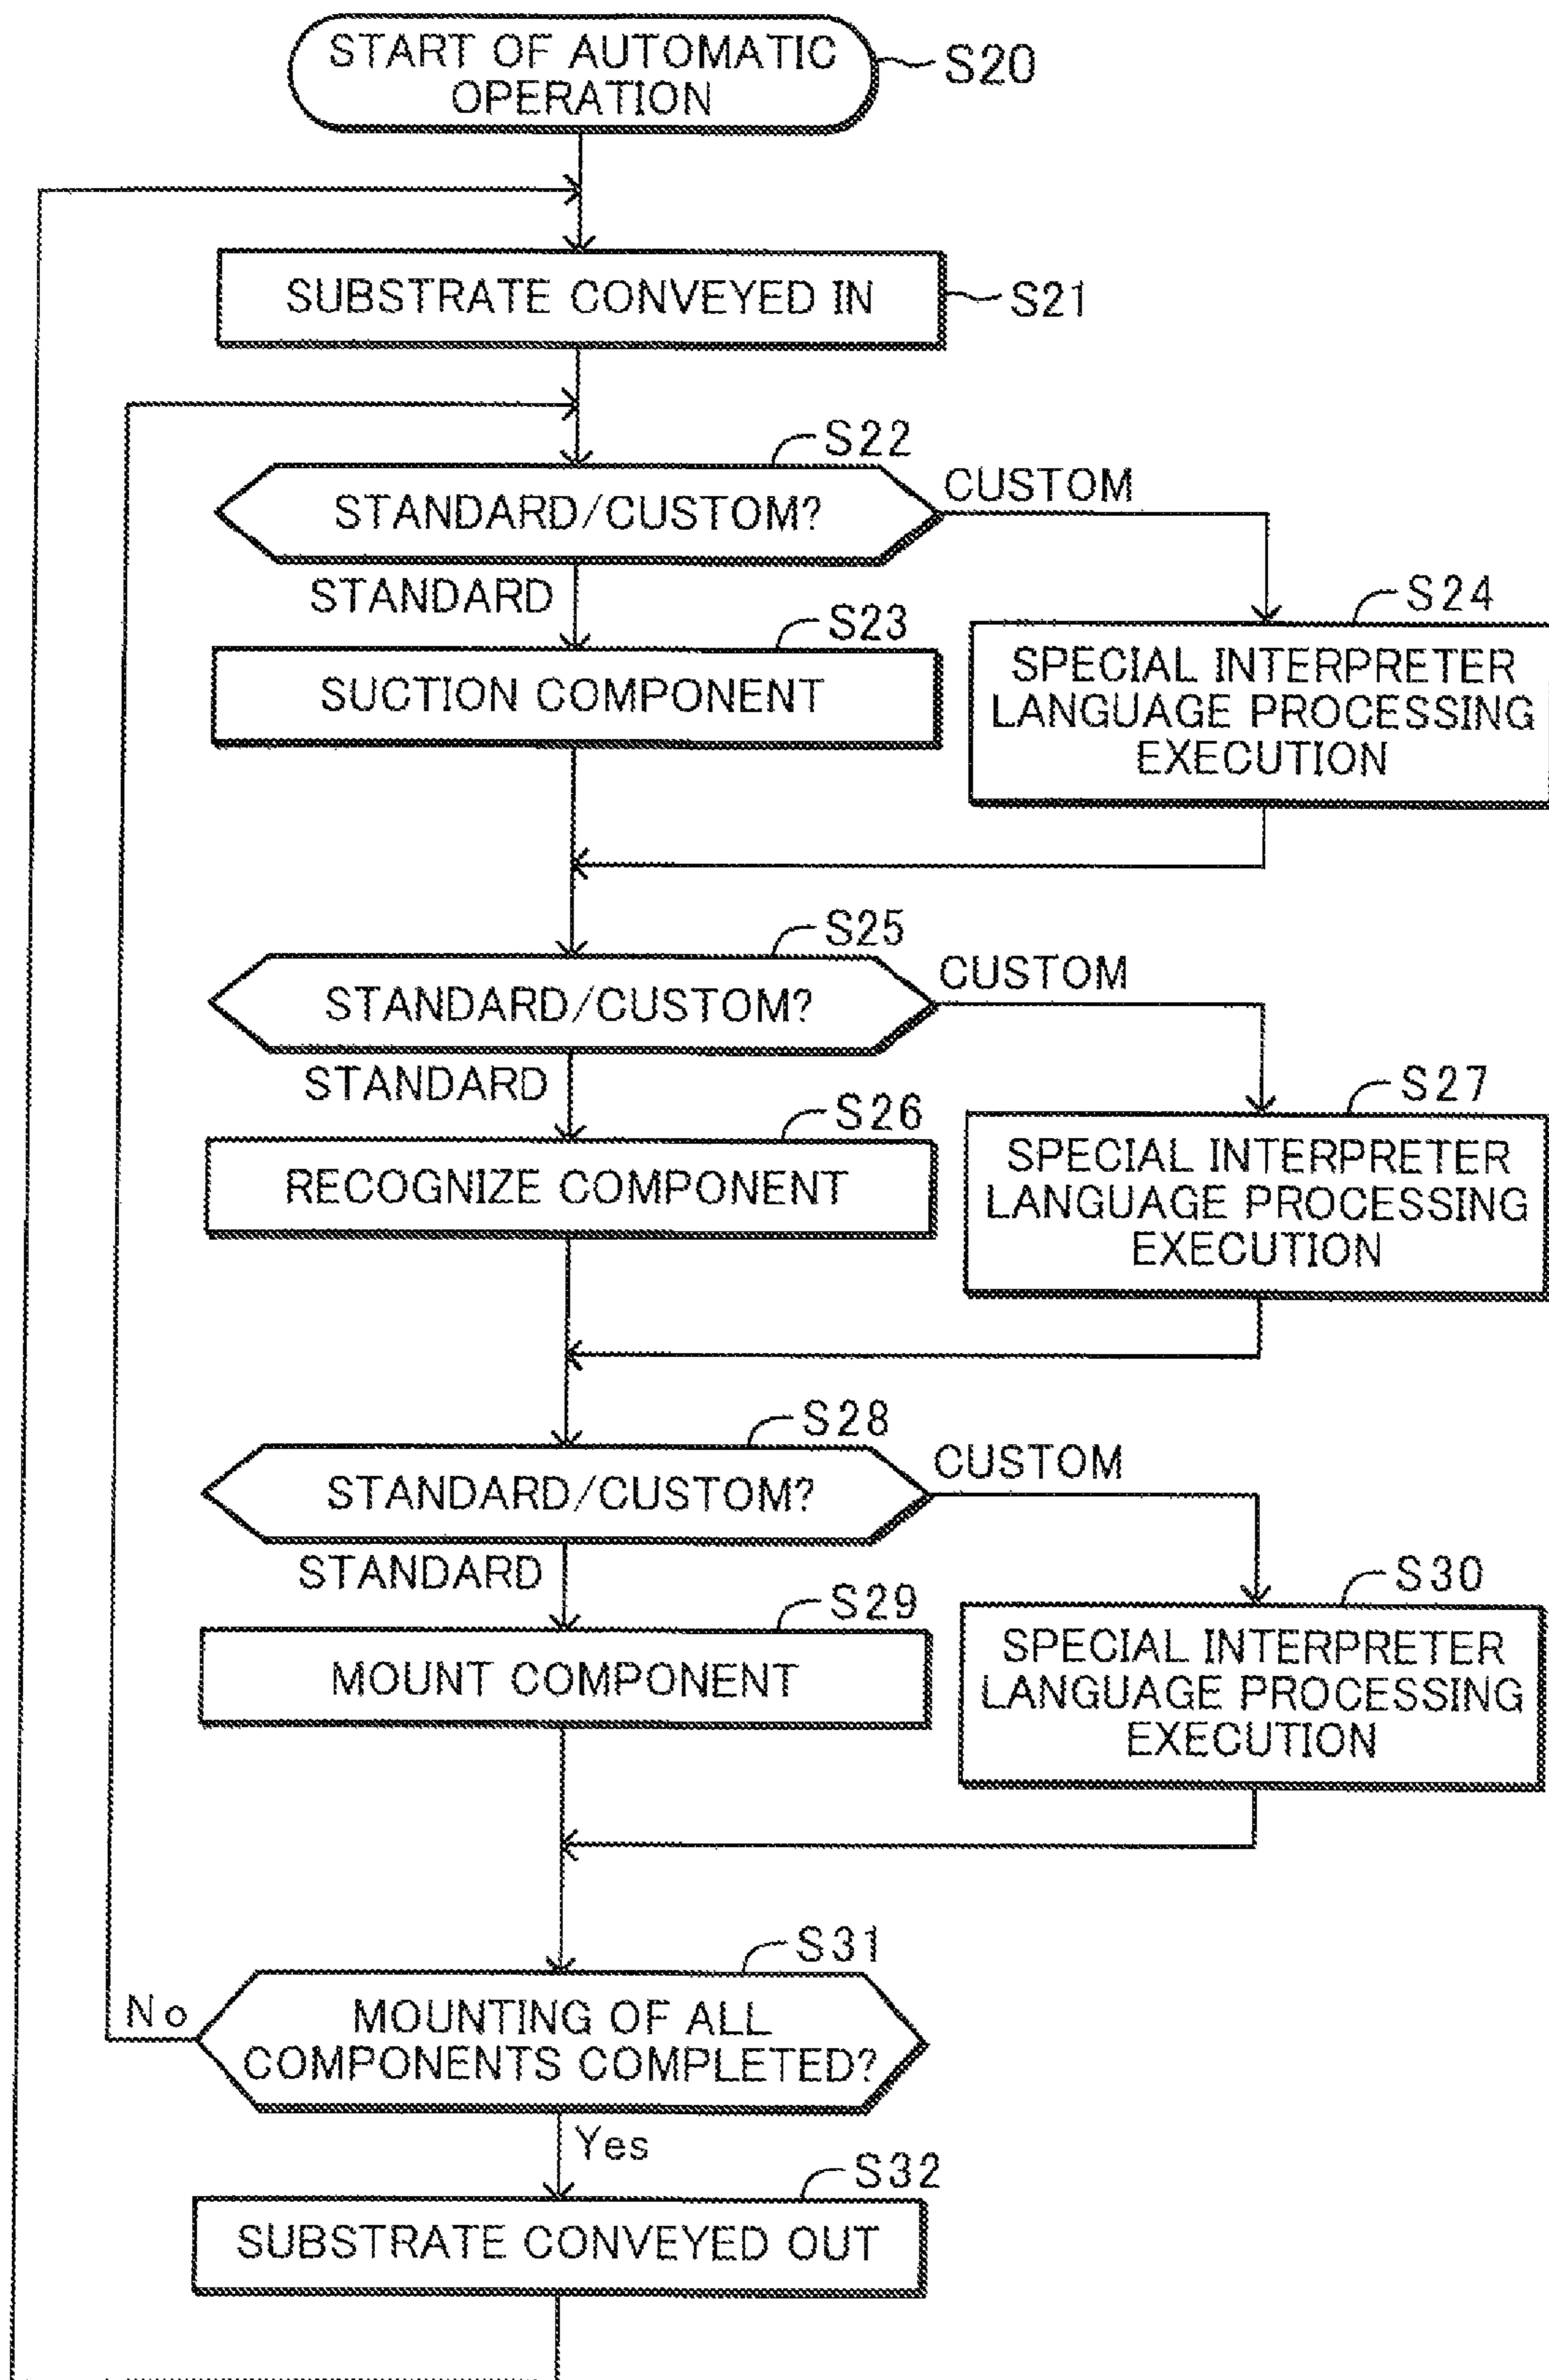 START OF AUTOMATIC
OPERATION
S20
SUBSTRATE CONVEYED IN
S21
S22
STANDARD/CUSTOM?
CUSTOM
STANDARD
S23
SUCTION COMPONENT
S24
SPECIAL INTERPRETER
LANGUAGE PROCESSING
EXECUTION
S25
STANDARD/CUSTOM?
CUSTOM
STANDARD
S26
RECOGNIZE COMPONENT
S27
SPECIAL INTERPRETER
LANGUAGE PROCESSING
EXECUTION
S28
STANDARD/CUSTOM?
CUSTOM
STANDARD
S29
MOUNT COMPONENT
S30
SPECIAL INTERPRETER
LANGUAGE PROCESSING
EXECUTION
S31
MOUNTING OF ALL
COMPONENTS COMPLETED?
No
Yes
S32
SUBSTRATE CONVEYED OUT